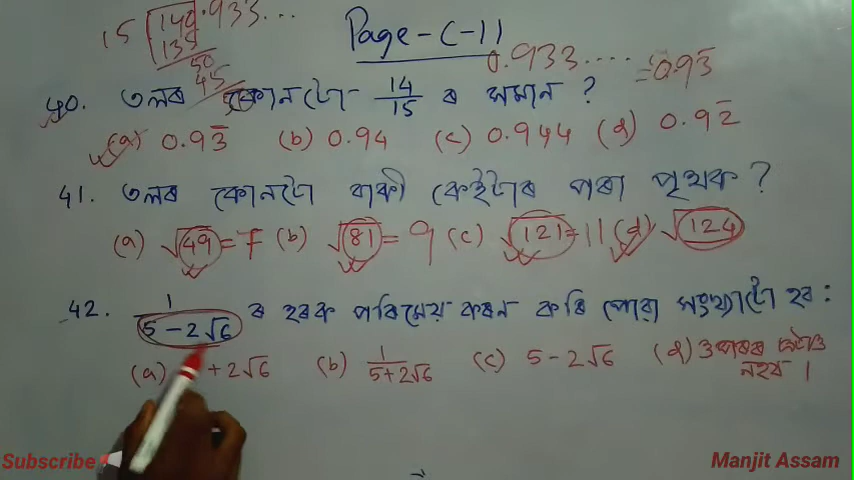 15 140 .933...
Page-C-11
135
50
45
0.933.... = 0.93̅
40. তলৰ কোনটো 14/15 ৰ সমান ?
(a) 0.93̅ (b) 0.94 (c) 0.944 (d) 0.92̅
41. তলৰ কোনটো বাকী কেইটাৰ পৰা পৃথক ?
(a) √49 = 7 (b) √81 = 9 (c) √121 = 11 (d) √124
42. 1/(5-2√6) ৰ হৰক পৰিমেয় কৰন কৰি পোৱা সংখ্যাটো হ'ব :
(a) + 2√6 (b) 1/(5+2√6) (c) 5-2√6 (d) ওপৰৰ এটাও
নহয় ।
Subscribe
Manjit Assam